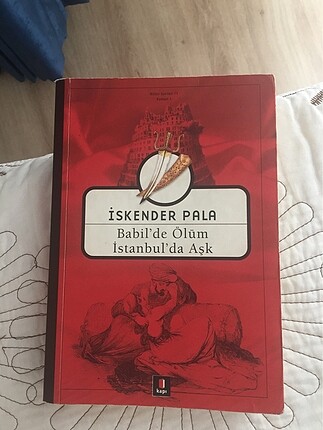 İSKENDER PALA
Babil'de Ölüm
İstanbul'da Aşk
kapı